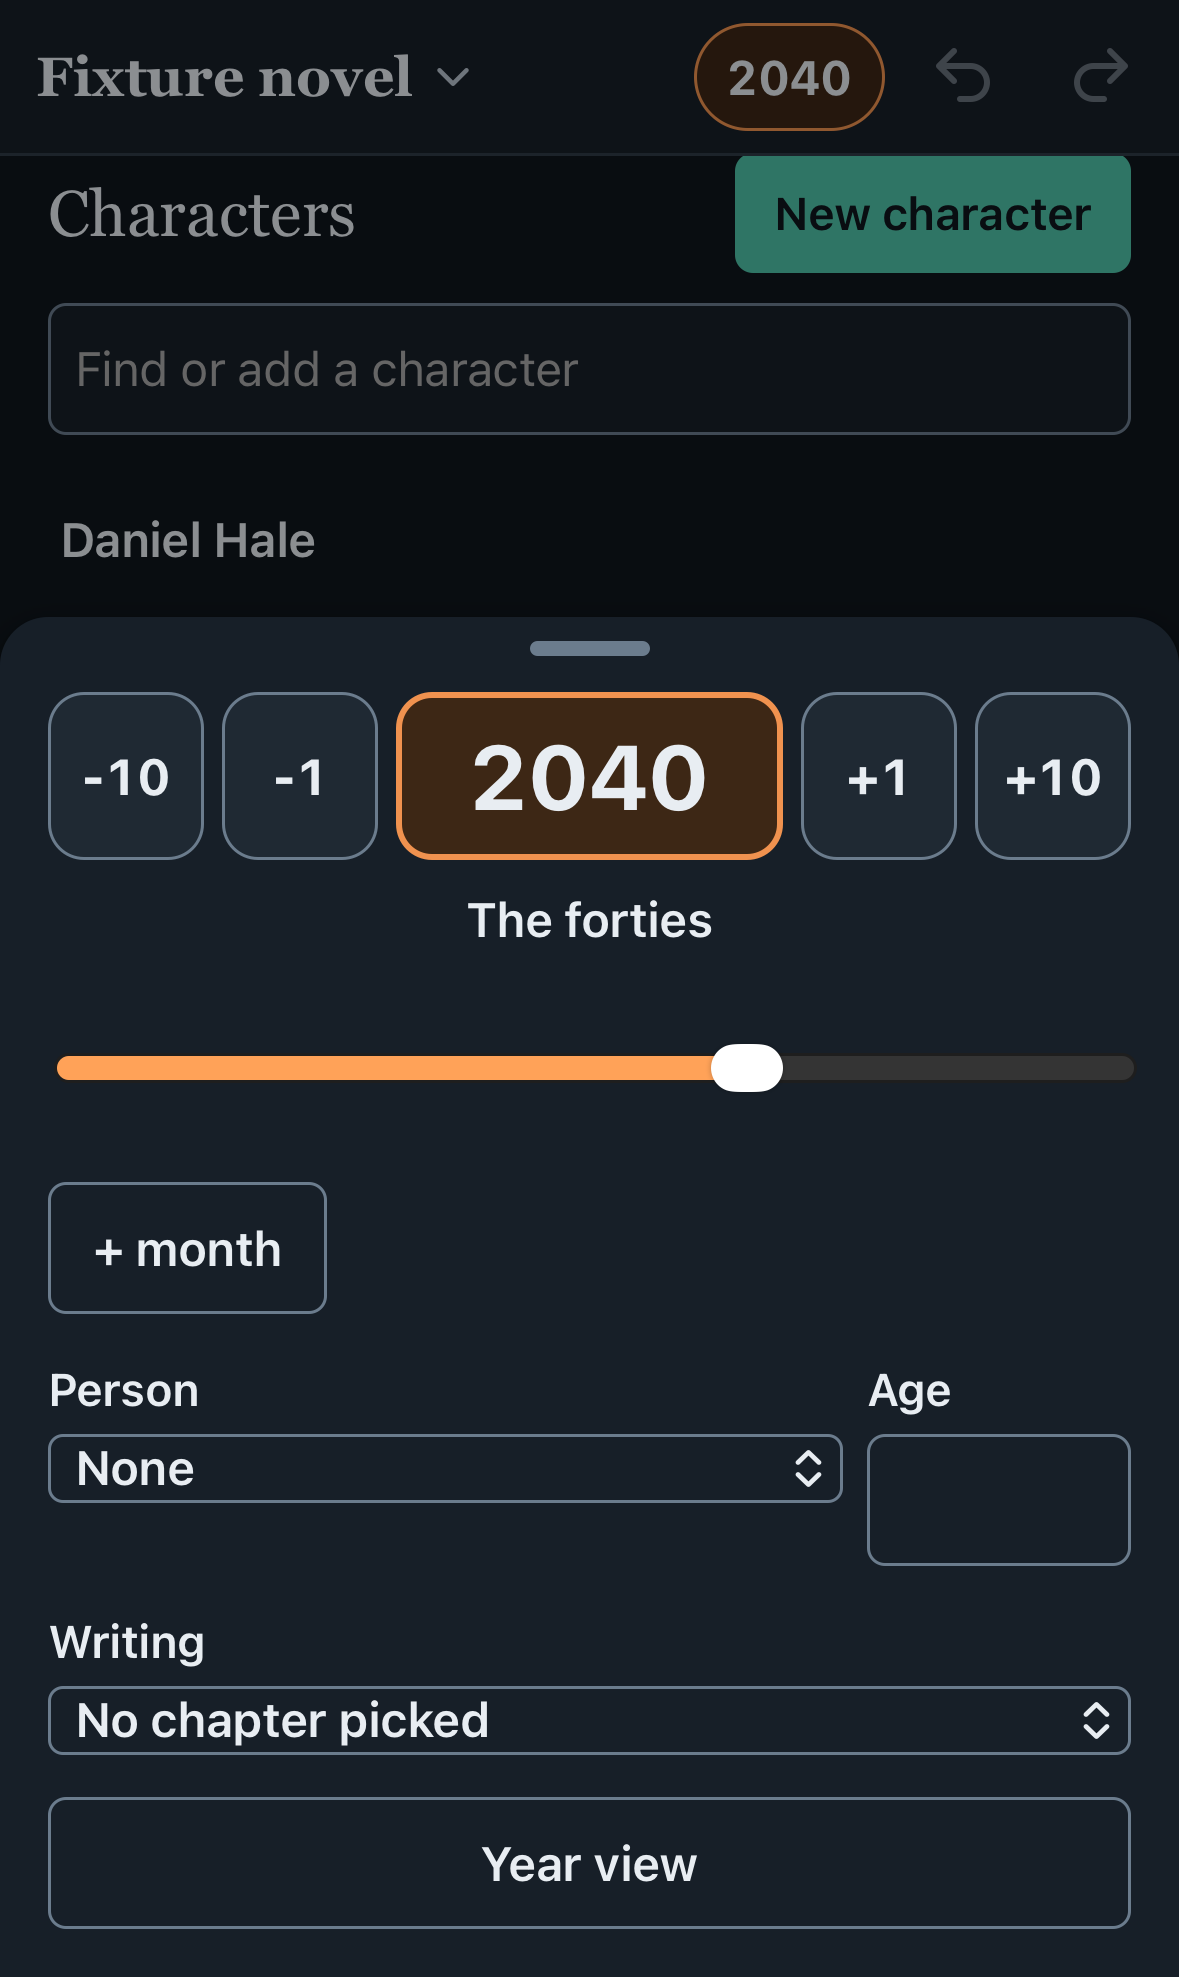 Fixture novel
2040
Characters
New character
Find or add a character
Daniel Hale
-10
-1
2040
+1
+10
The forties
+ month
Person
Age
None
Writing
No chapter picked
Year view